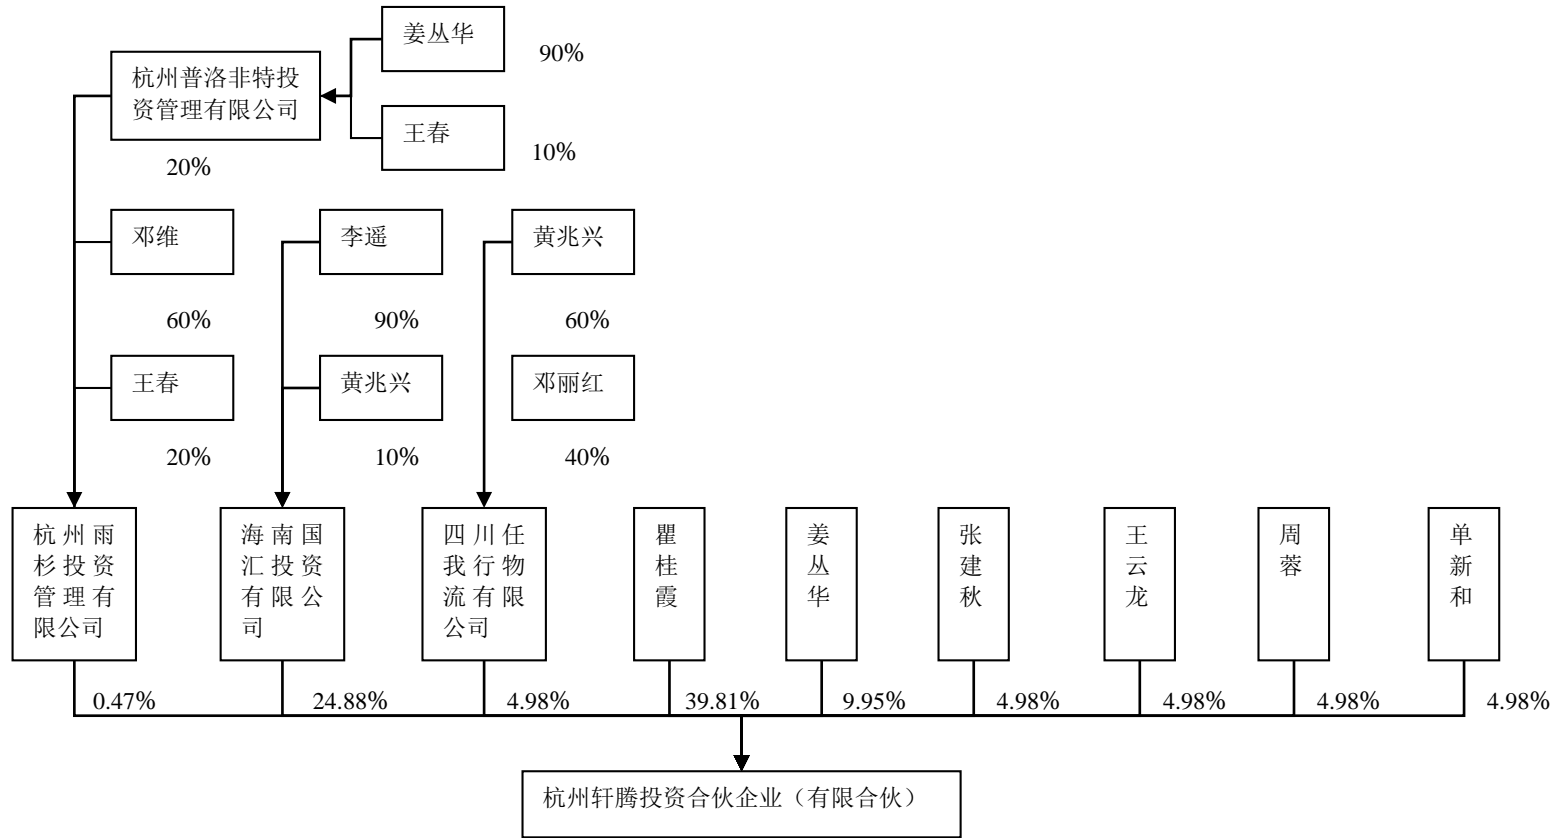 姜丛华
90%
杭州普洛非特投
资管理有限公司
王春
10%
20%
邓维
李遥
黄兆兴
60%
90%
60%
王春
黄兆兴
邓丽红
20%
10%
40%
杭州雨
杉投资
管理有
限公司
海南国
汇投资
有限公
司
四川任
我行物
流有限
公司
瞿
桂
霞
姜
丛
华
张
建
秋
王
云
龙
周
蓉
单
新
和
0.47%
24.88%
4.98%
39.81%
9.95%
4.98%
4.98%
4.98%
4.98%
杭州轩腾投资合伙企业（有限合伙）